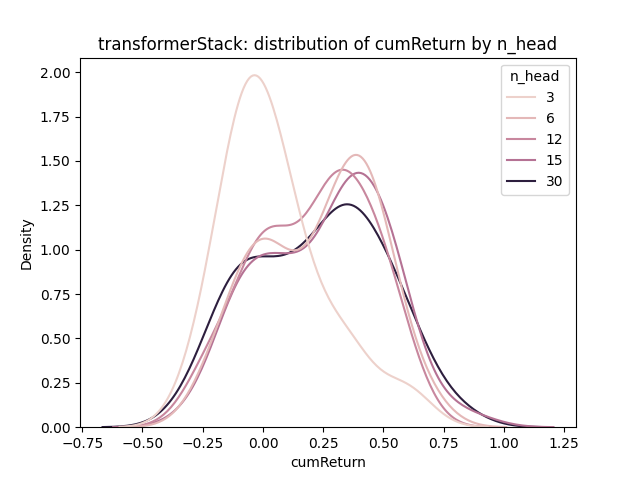 transformerStack: distribution of cumReturn by n_head
n_head
3
6
12
15
30
Density
2.00
1.75
1.50
1.25
1.00
0.75
0.50
0.25
0.00
−0.75 −0.50 −0.25 0.00 0.25 0.50 0.75 1.00 1.25
cumReturn